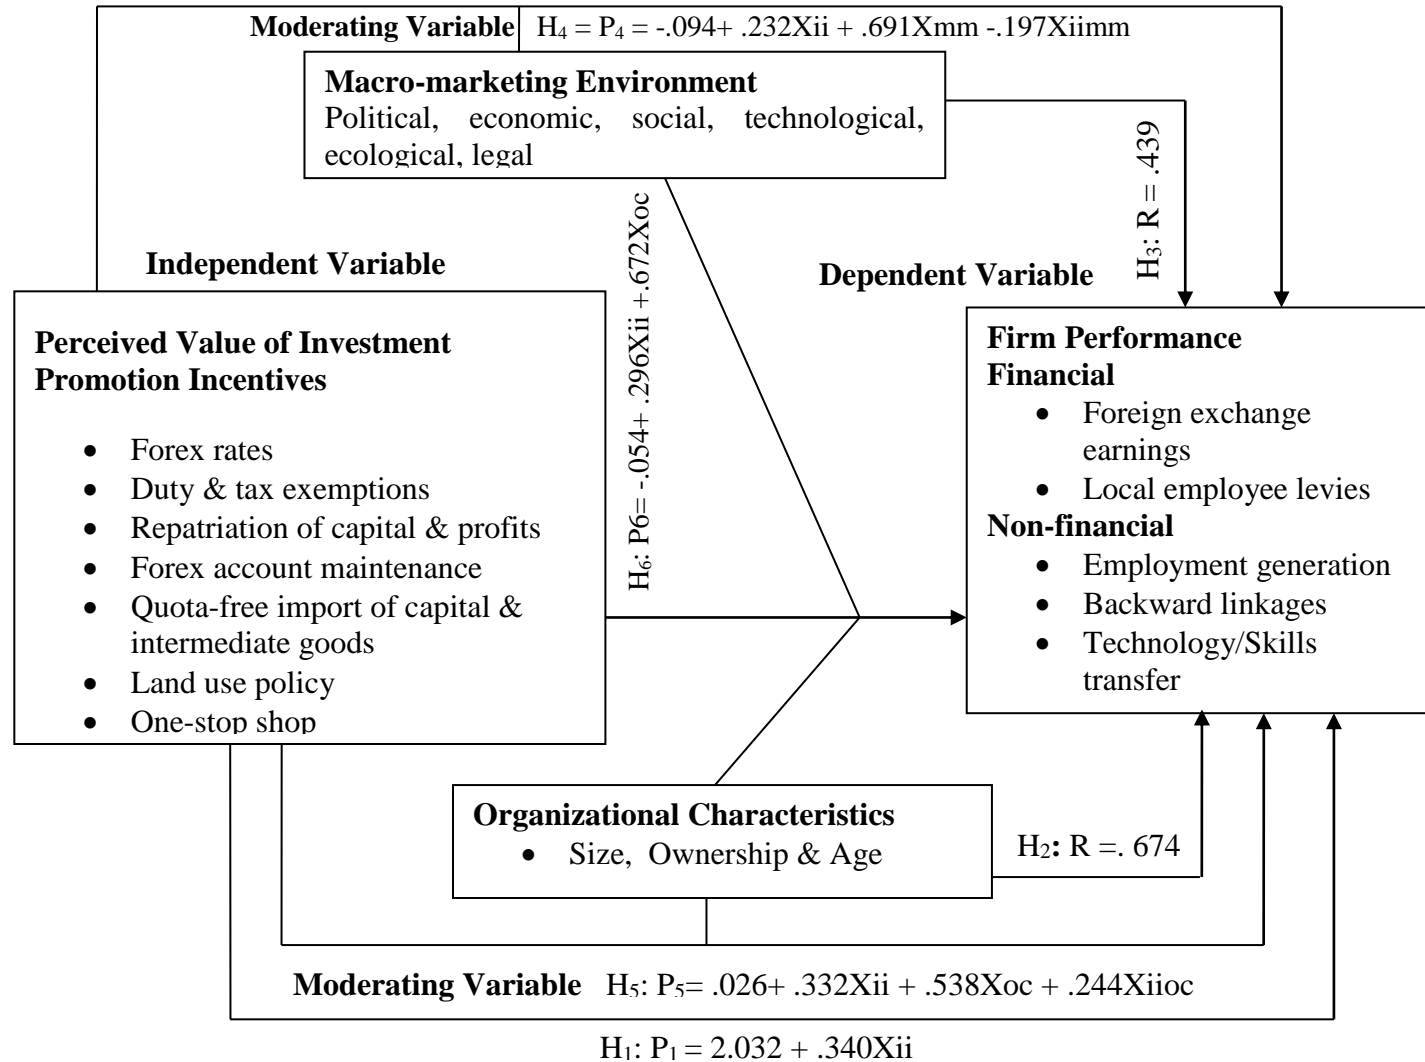 Moderating Variable H4 = P4 = -.094+ .232Xii + .691Xmm -.197Xiimm
Macro-marketing Environment
Political, economic, social, technological,
ecological, legal
H3: R = .439
H6: P6= -.054+ .296Xii +.672Xoc
Independent Variable
Dependent Variable
Perceived Value of Investment
Promotion Incentives
• Forex rates
• Duty & tax exemptions
• Repatriation of capital & profits
• Forex account maintenance
• Quota-free import of capital &
intermediate goods
• Land use policy
• One-stop shop
Firm Performance
Financial
• Foreign exchange
earnings
• Local employee levies
Non-financial
• Employment generation
• Backward linkages
• Technology/Skills
transfer
Organizational Characteristics
• Size, Ownership & Age
H2: R =. 674
Moderating Variable H5: P5= .026+ .332Xii + .538Xoc + .244Xiioc
H1: P1 = 2.032 + .340Xii